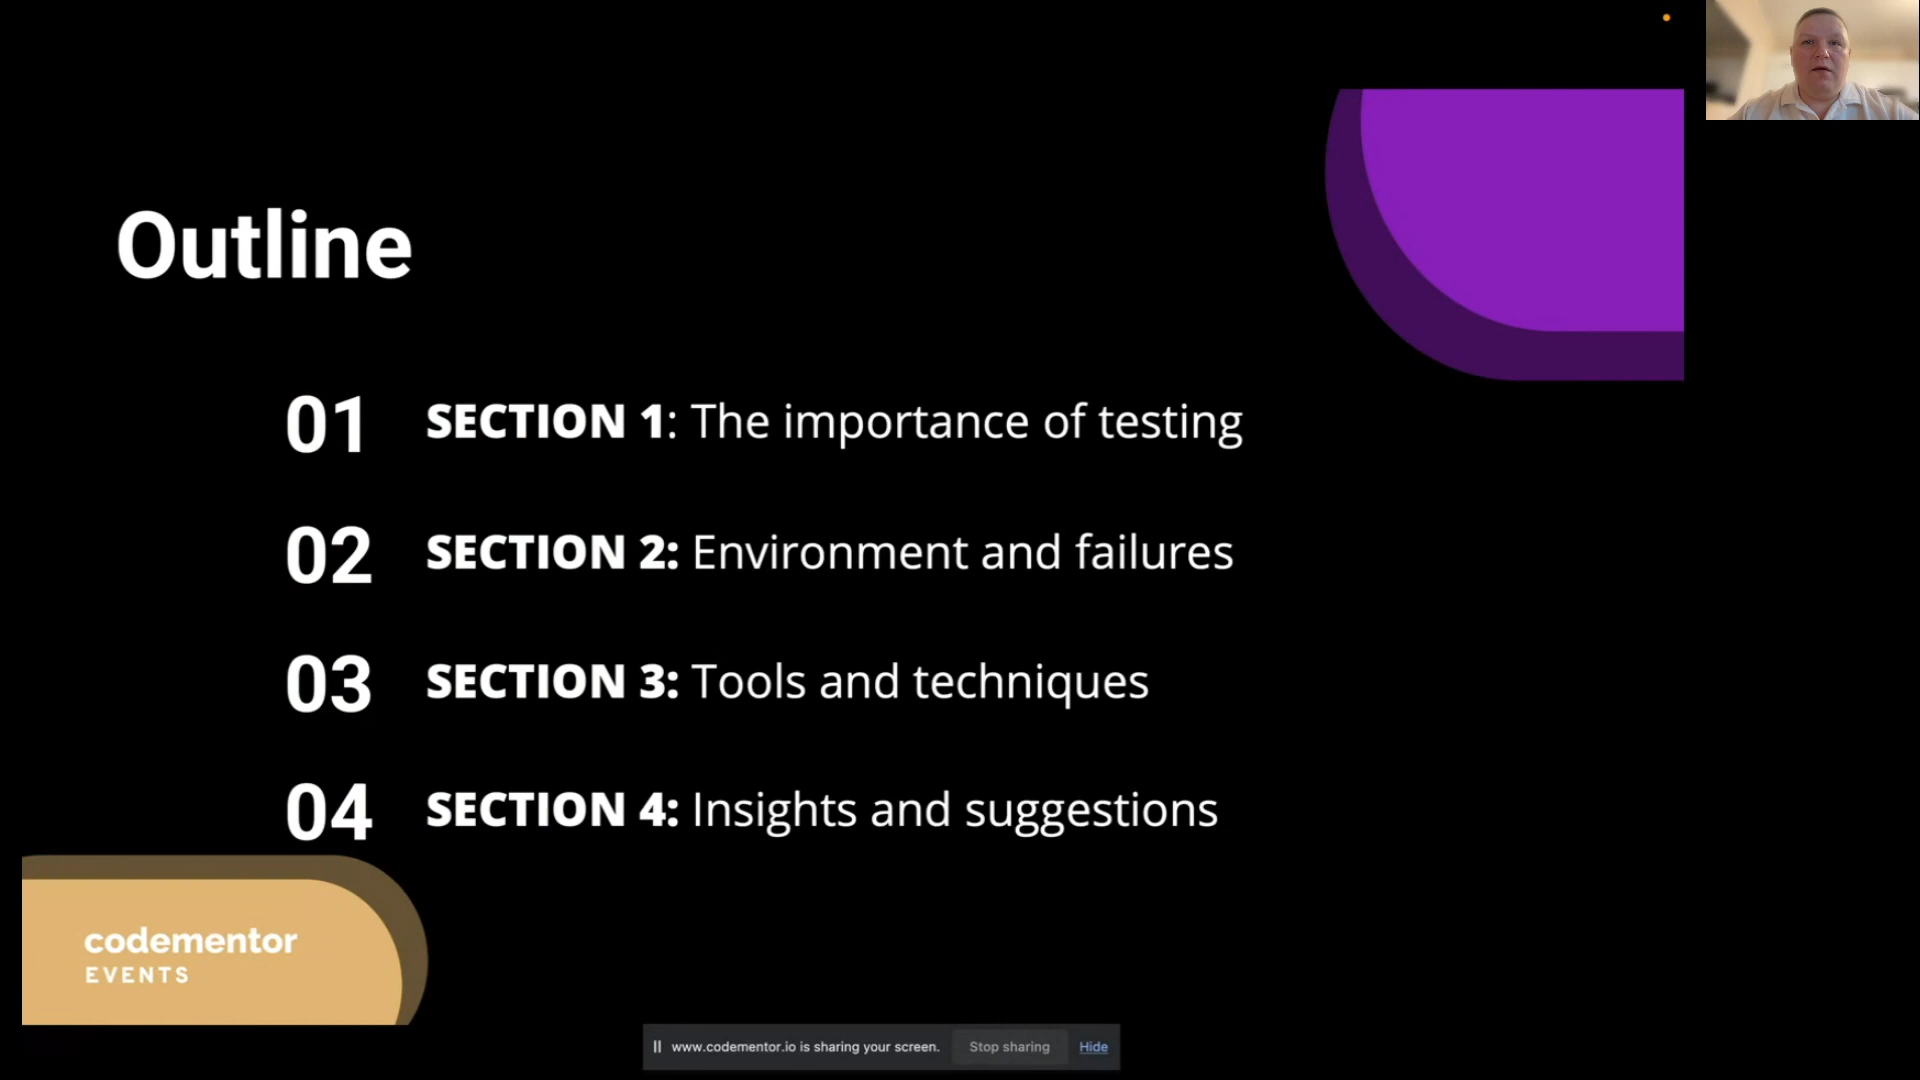 Outline
01 SECTION 1: The importance of testing
02 SECTION 2: Environment and failures
03 SECTION 3: Tools and techniques
04 SECTION 4: Insights and suggestions
codementor
EVENTS
www.codementor.io is sharing your screen. Stop sharing Hide